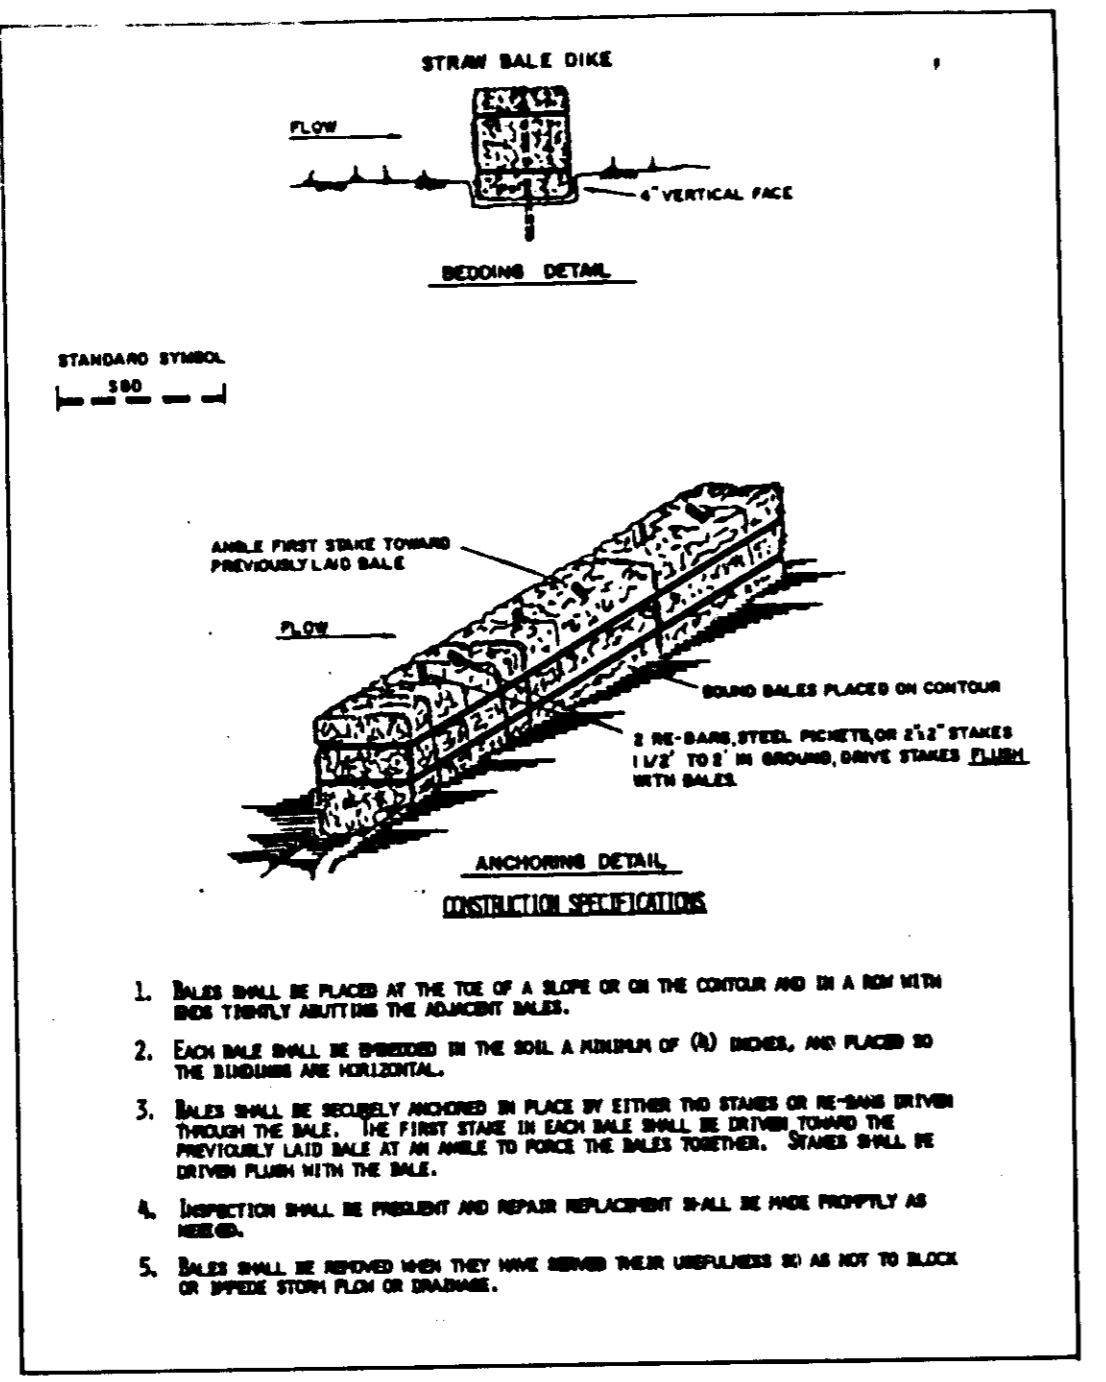 STRAW BALE DIKE
FLOW
4" VERTICAL FACE
BEDDING DETAIL
STANDARD SYMBOL
SBD
ANGLE FIRST STAKE TOWARD
PREVIOUSLY LAID BALE
FLOW
BOUND BALES PLACED ON CONTOUR
2 RE-BARS, STEEL PICKETS, OR 2"x2" STAKES
1 1/2' TO 2' IN GROUND, DRIVE STAKES FLUSH
WITH BALES.
ANCHORING DETAIL
CONSTRUCTION SPECIFICATIONS
1. BALES SHALL BE PLACED AT THE TOE OF A SLOPE OR ON THE CONTOUR AND IN A ROW WITH
ENDS TIGHTLY ABUTTING THE ADJACENT BALES.
2. EACH BALE SHALL BE EMBEDDED IN THE SOIL A MINIMUM OF (4) INCHES, AND PLACED SO
THE BINDINGS ARE HORIZONTAL.
3. BALES SHALL BE SECURELY ANCHORED IN PLACE BY EITHER TWO STAKES OR RE-BARS DRIVEN
THROUGH THE BALE. THE FIRST STAKE IN EACH BALE SHALL BE DRIVEN TOWARD THE
PREVIOUSLY LAID BALE AT AN ANGLE TO FORCE THE BALES TOGETHER. STAKES SHALL BE
DRIVEN FLUSH WITH THE BALE.
4. INSPECTION SHALL BE FREQUENT AND REPAIR REPLACEMENT SHALL BE MADE PROMPTLY AS
NEEDED.
5. BALES SHALL BE REMOVED WHEN THEY HAVE SERVED THEIR USEFULNESS SO AS NOT TO BLOCK
OR IMPEDE STORM FLOW OR DRAINAGE.